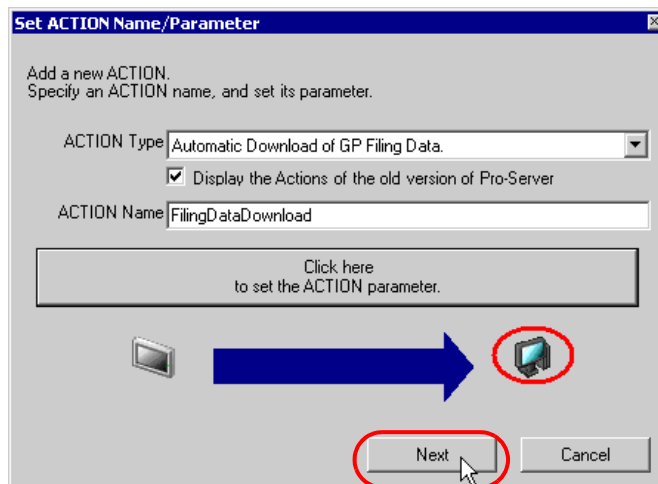 Set ACTION Name/Parameter
Add a new ACTION.
Specify an ACTION name, and set its parameter.
ACTION Type Automatic Download of GP Filing Data.
Display the Actions of the old version of Pro-Server
ACTION Name FilingDataDownload
Click here
to set the ACTION parameter.
Next Cancel